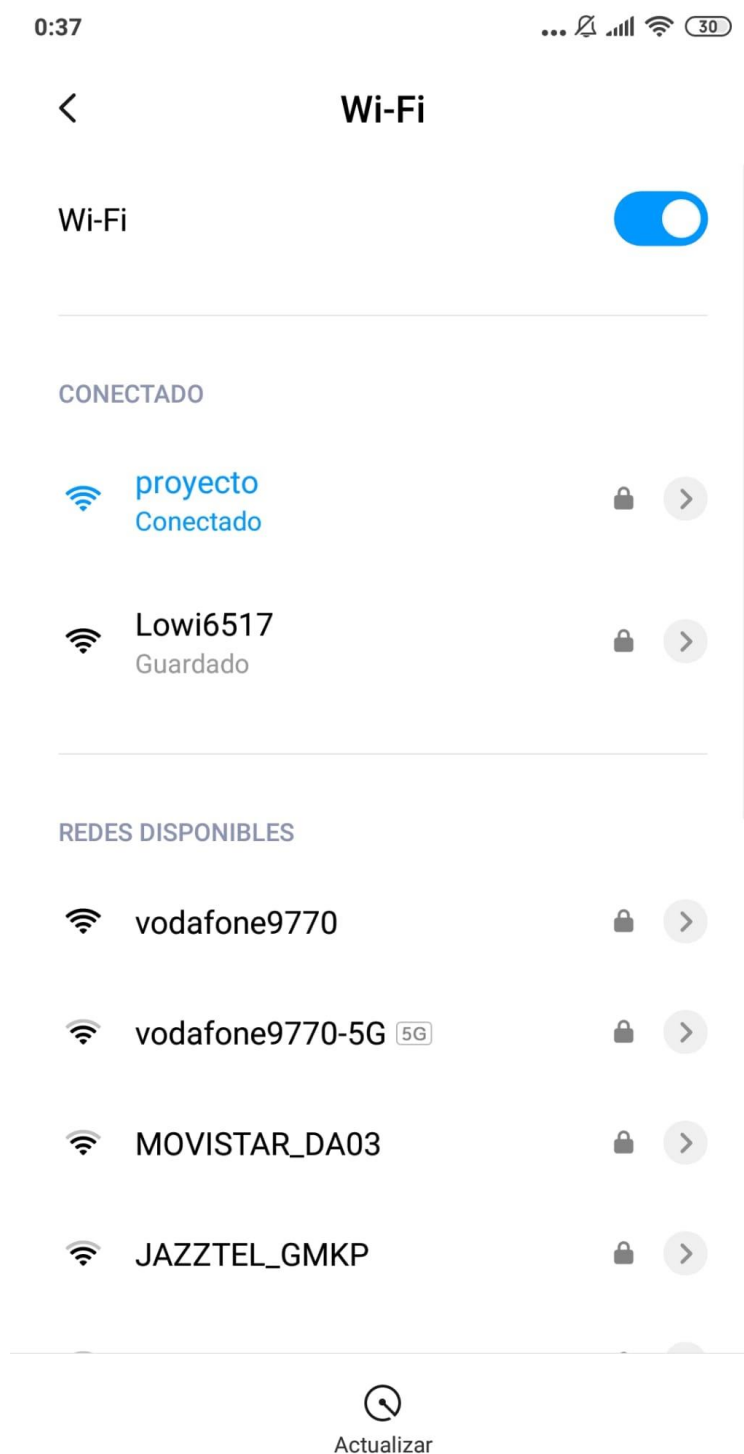 0:37
30
Wi-Fi
Wi-Fi
CONECTADO
proyecto
Conectado
Lowi6517
Guardado
REDES DISPONIBLES
vodafone9770
vodafone9770-5G 5G
MOVISTAR_DA03
JAZZTEL_GMKP
Actualizar